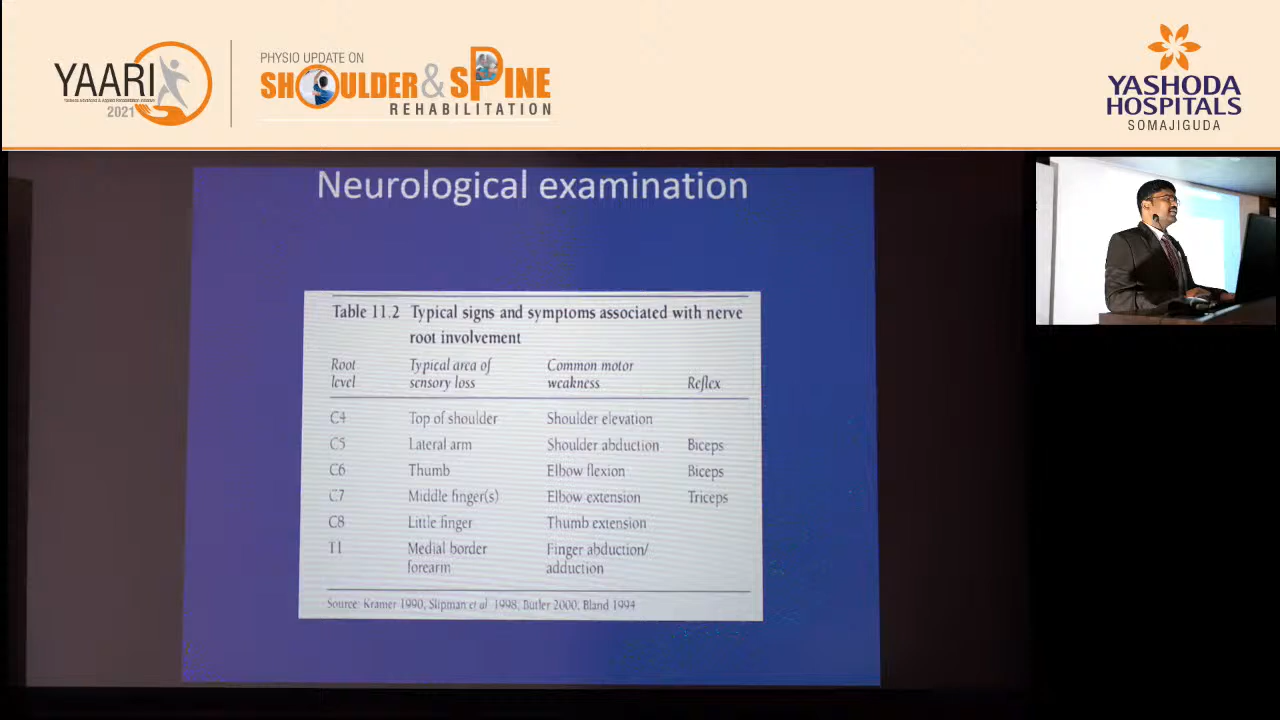 YAARI
2021
PHYSIO UPDATE ON
SHOULDER & SPINE
REHABILITATION
YASHODA
HOSPITALS
SOMAJIGUDA
Neurological examination
Table 11.2 Typical signs and symptoms associated with nerve
root involvement
Root level Typical area of sensory loss Common motor weakness Reflex
C4 Top of shoulder Shoulder elevation
C5 Lateral arm Shoulder abduction Biceps
C6 Thumb Elbow flexion Biceps
C7 Middle finger(s) Elbow extension Triceps
C8 Little finger Thumb extension
T1 Medial border forearm Finger abduction/ adduction
Source: Kramer 1990, Slipman et al 1998, Butler 2000, Bland 1994